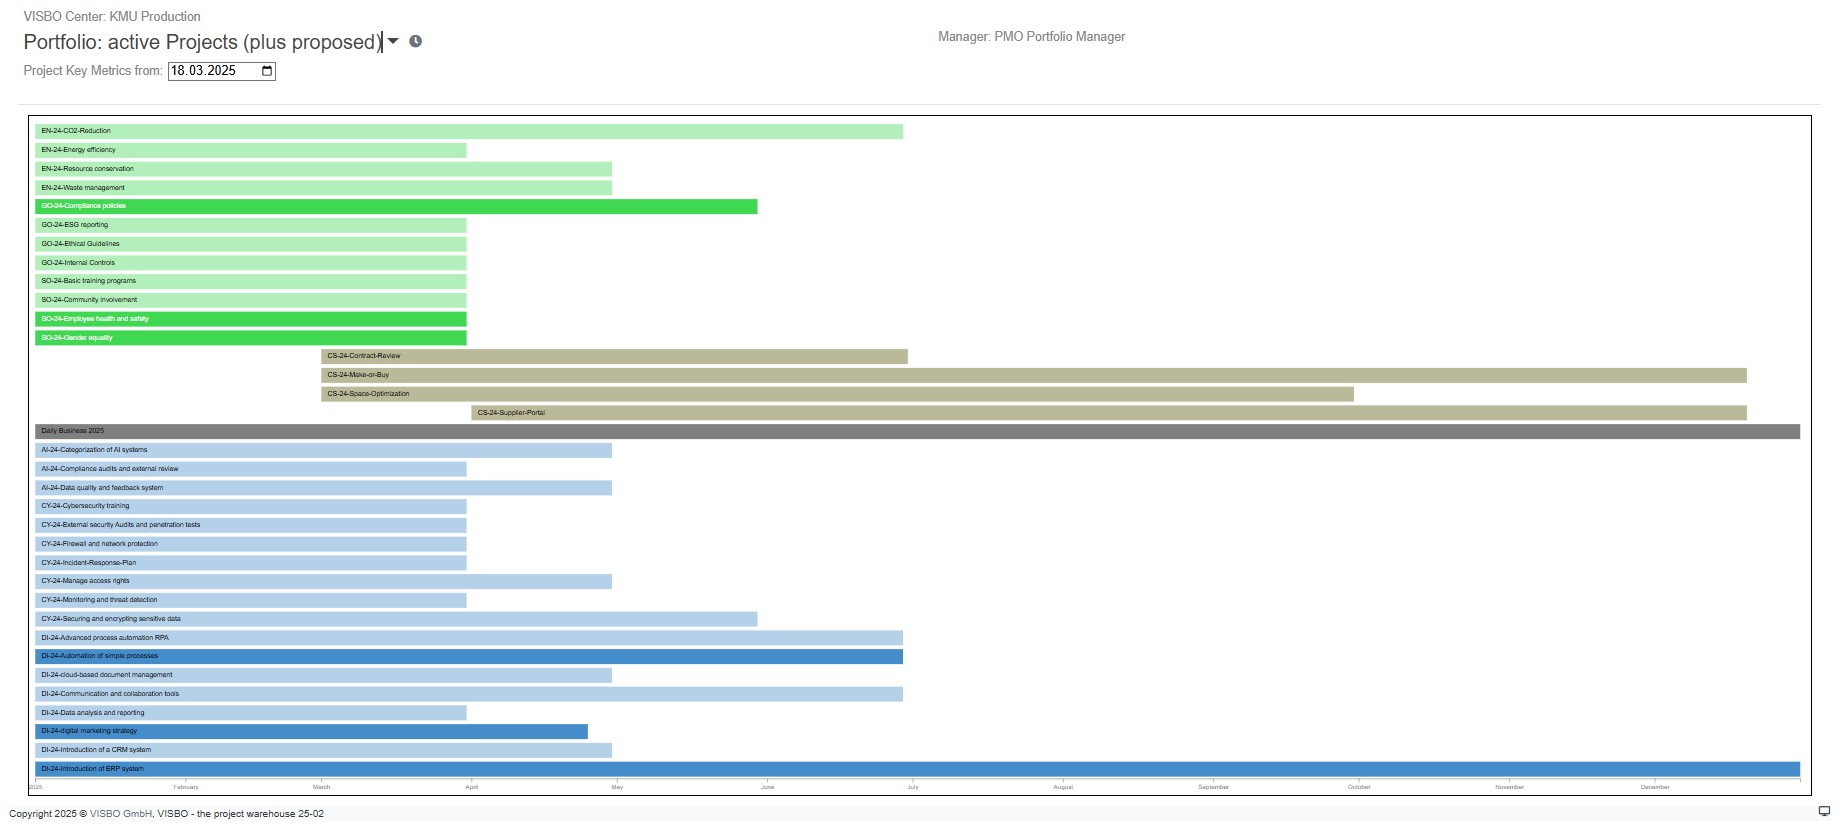 VISBO Center: KMU Production
Portfolio: active Projects (plus proposed)
Manager: PMO Portfolio Manager
Project Key Metrics from: 18.03.2025
EN-24-CO2-Reduction
EN-24-Energy efficiency
EN-24-Resource conservation
EN-24-Waste management
GO-24-Compliance policies
GO-24-ESG reporting
GO-24-Ethical Guidelines
GO-24-Internal Controls
SO-24-Basic training programs
SO-24-Community involvement
SO-24-Employee health and safety
SO-24-Gender equality
CS-24-Contract-Review
CS-24-Make-or-Buy
CS-24-Space-Optimization
CS-24-Supplier-Portal
Daily Business 2025
AI-24-Categorization of AI systems
AI-24-Compliance audits and external review
AI-24-Data quality and feedback system
CY-24-Cybersecurity training
CY-24-External security Audits and penetration tests
CY-24-Firewall and network protection
CY-24-Incident-Response-Plan
CY-24-Manage access rights
CY-24-Monitoring and threat detection
CY-24-Securing and encrypting sensitive data
DI-24-Advanced process automation RPA
DI-24-Automation of simple processes
DI-24-cloud-based document management
DI-24-Communication and collaboration tools
DI-24-Data analysis and reporting
DI-24-digital marketing strategy
DI-24-Introduction of a CRM system
DI-24-Introduction of ERP system
2025 February March April May June July August September October November December
Copyright 2025 © VISBO GmbH, VISBO - the project warehouse 25-02